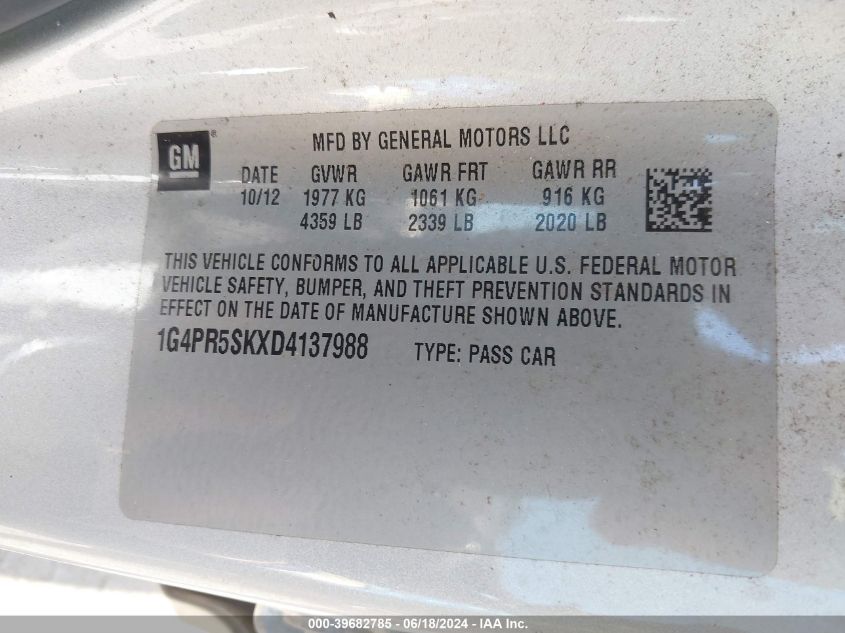 GM ®
MFD BY GENERAL MOTORS LLC
DATE GVWR GAWR FRT GAWR RR
10/12 1977 KG 1061 KG 916 KG
4359 LB 2339 LB 2020 LB
THIS VEHICLE CONFORMS TO ALL APPLICABLE U.S. FEDERAL MOTOR
VEHICLE SAFETY, BUMPER, AND THEFT PREVENTION STANDARDS IN
EFFECT ON THE DATE OF MANUFACTURE SHOWN ABOVE.
1G4PR5SKXD4137988 TYPE: PASS CAR
000-39682785 - 06/18/2024 - IAA Inc.